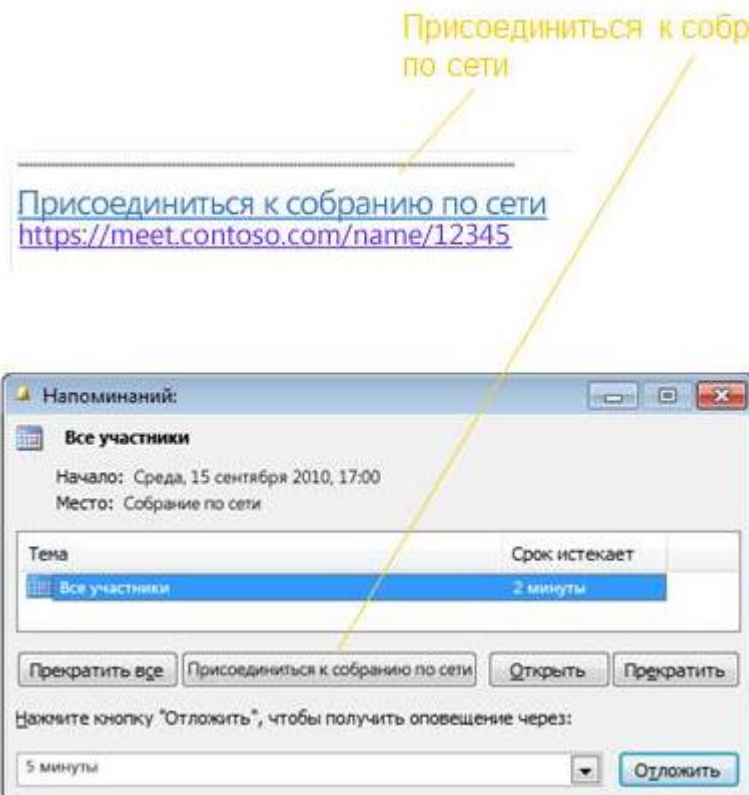 Присоединиться к собр
по сети
Присоединиться к собранию по сети
https://meet.contoso.com/name/12345
Напоминаний:
Все участники
Начало: Среда, 15 сентября 2010, 17:00
Место: Собрание по сети
Тема Срок истекает
Все участники 2 минуты
Прекратить все Присоединиться к собранию по сети Открыть Прекратить
Нажмите кнопку "Отложить", чтобы получить оповещение через:
5 минуты Отложить